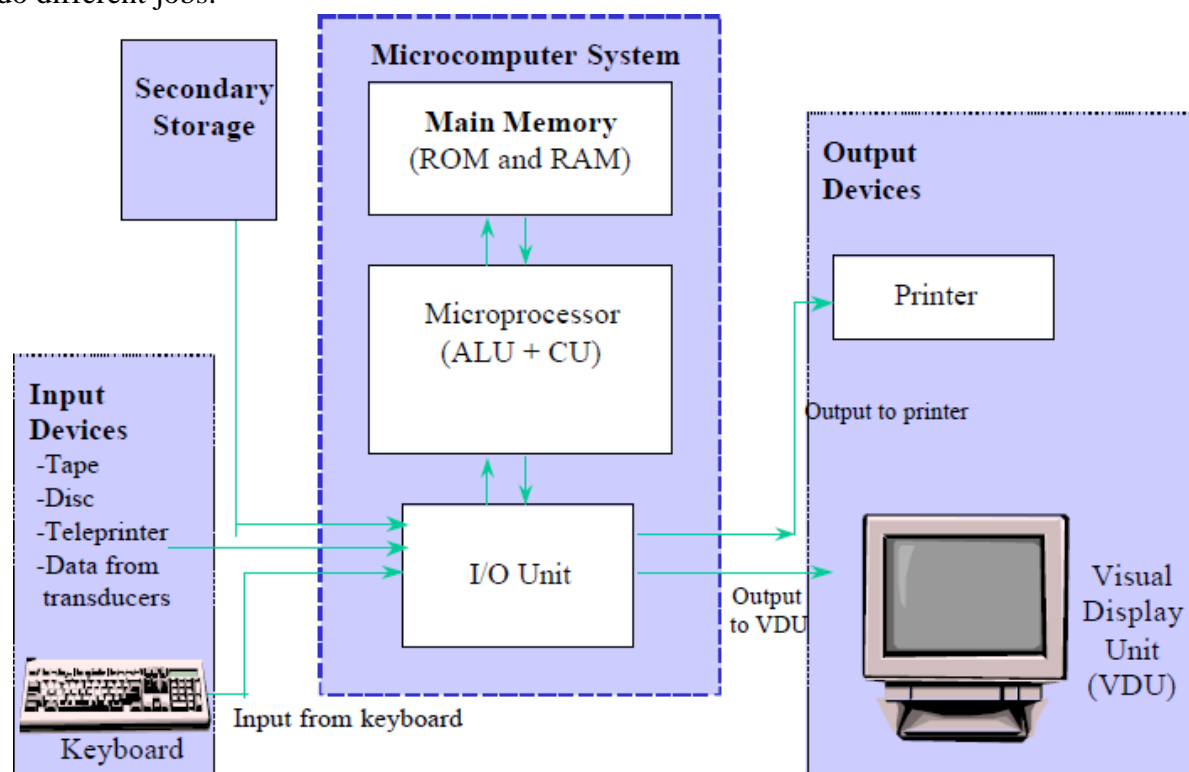 do different jobs.
Secondary
Storage
Microcomputer System
Main Memory
(ROM and RAM)
Microprocessor
(ALU + CU)
I/O Unit
Input
Devices
-Tape
-Disc
-Teleprinter
-Data from
transducers
Keyboard
Input from keyboard
Output
Devices
Printer
Output to printer
Output
to VDU
Visual
Display
Unit
(VDU)